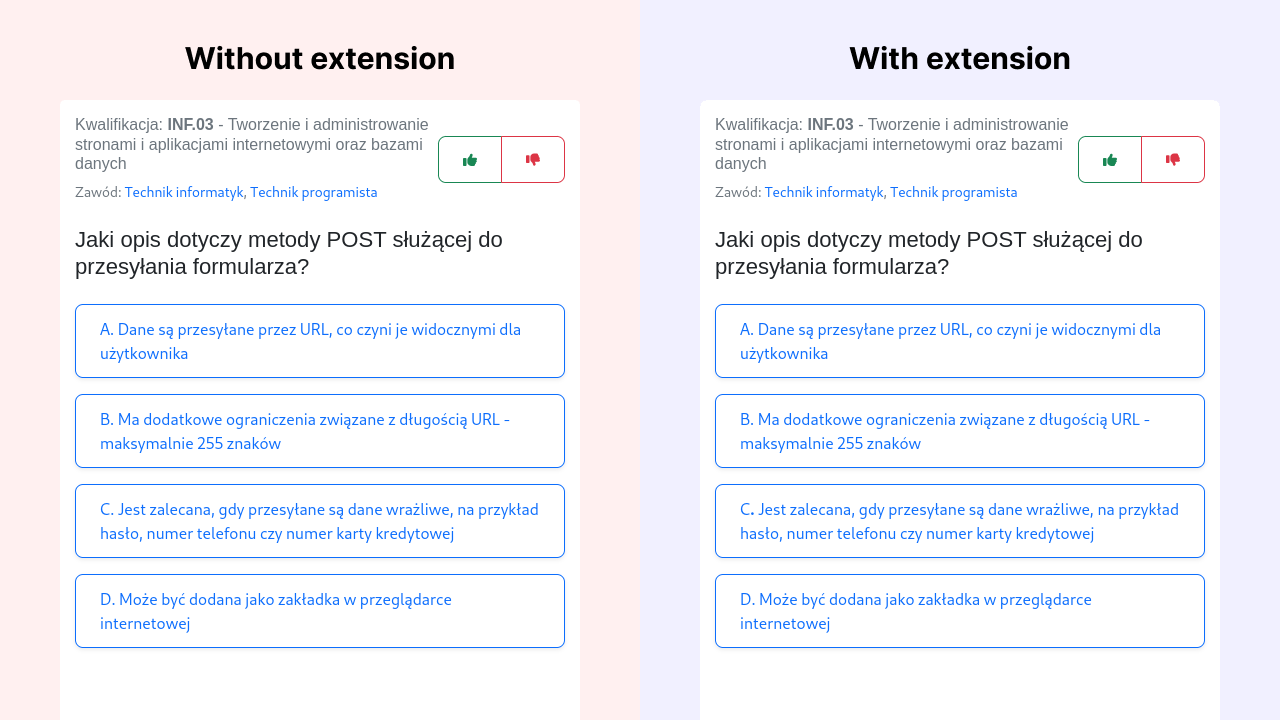 Without extension
Kwalifikacja: INF.03 - Tworzenie i administrowanie
stronami i aplikacjami internetowymi oraz bazami
danych
Zawód: Technik informatyk, Technik programista
Jaki opis dotyczy metody POST służącej do
przesyłania formularza?
A. Dane są przesyłane przez URL, co czyni je widocznymi dla
użytkownika
B. Ma dodatkowe ograniczenia związane z długością URL -
maksymalnie 255 znaków
C. Jest zalecana, gdy przesyłane są dane wrażliwe, na przykład
hasło, numer telefonu czy numer karty kredytowej
D. Może być dodana jako zakładka w przeglądarce
internetowej
With extension
Kwalifikacja: INF.03 - Tworzenie i administrowanie
stronami i aplikacjami internetowymi oraz bazami
danych
Zawód: Technik informatyk, Technik programista
Jaki opis dotyczy metody POST służącej do
przesyłania formularza?
A. Dane są przesyłane przez URL, co czyni je widocznymi dla
użytkownika
B. Ma dodatkowe ograniczenia związane z długością URL -
maksymalnie 255 znaków
C. Jest zalecana, gdy przesyłane są dane wrażliwe, na przykład
hasło, numer telefonu czy numer karty kredytowej
D. Może być dodana jako zakładka w przeglądarce
internetowej